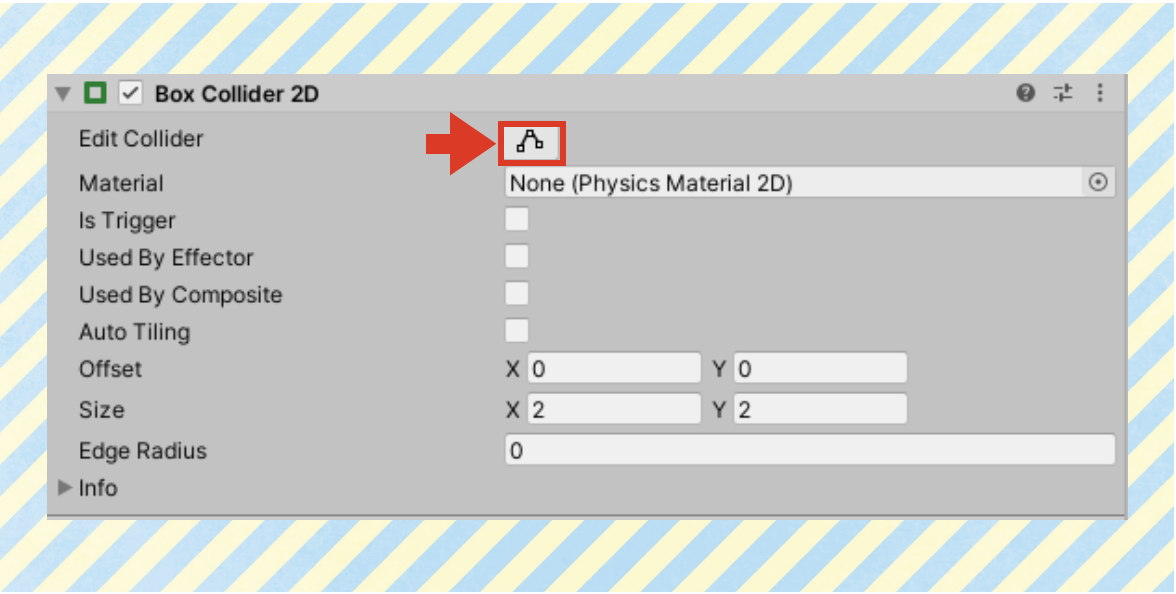 Box Collider 2D
Edit Collider
Material None (Physics Material 2D)
Is Trigger
Used By Effector
Used By Composite
Auto Tiling
Offset X 0 Y 0
Size X 2 Y 2
Edge Radius 0
Info